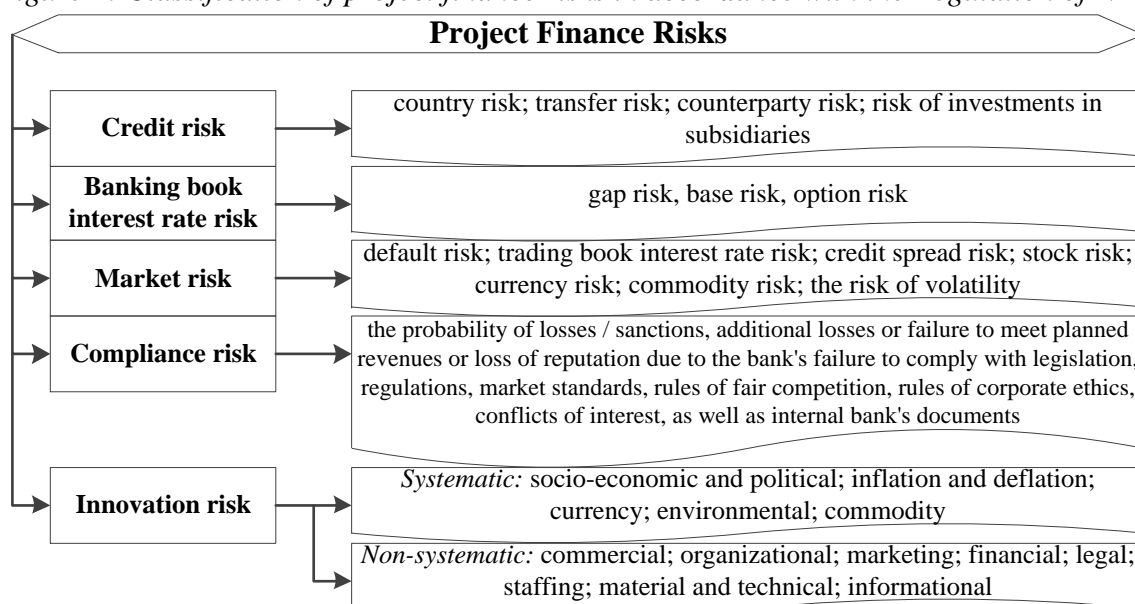 Project Finance Risks
Credit risk
country risk; transfer risk; counterparty risk; risk of investments in
subsidiaries
Banking book
interest rate risk
gap risk, base risk, option risk
Market risk
default risk; trading book interest rate risk; credit spread risk; stock risk;
currency risk; commodity risk; the risk of volatility
Compliance risk
the probability of losses / sanctions, additional losses or failure to meet planned
revenues or loss of reputation due to the bank's failure to comply with legislation,
regulations, market standards, rules of fair competition, rules of corporate ethics,
conflicts of interest, as well as internal bank's documents
Innovation risk
Systematic: socio-economic and political; inflation and deflation;
currency; environmental; commodity
Non-systematic: commercial; organizational; marketing; financial; legal;
staffing; material and technical; informational